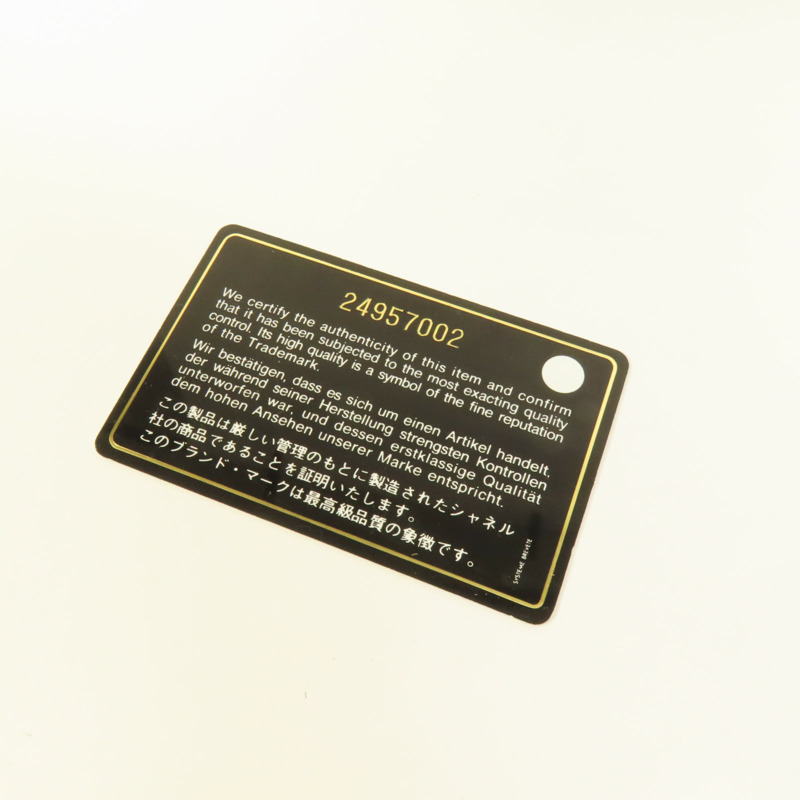 24957002
We certify the authenticity of this item and confirm
that it has been subjected to the most exacting quality
control. Its high quality is a symbol of the fine reputation
of the Trademark.
Wir bestätigen, dass es sich um einen Artikel handelt,
der während seiner Herstellung strengsten Kontrollen
unterworfen war, und dessen erstklassige Qualität
dem hohen Ansehen unserer Marke entspricht.
この製品は厳しい管理のもとに製造されたシャネル
社の商品であることを証明いたします。
このブランド・マークは最高級品質の象徴です。
SYSTEME BREVETE